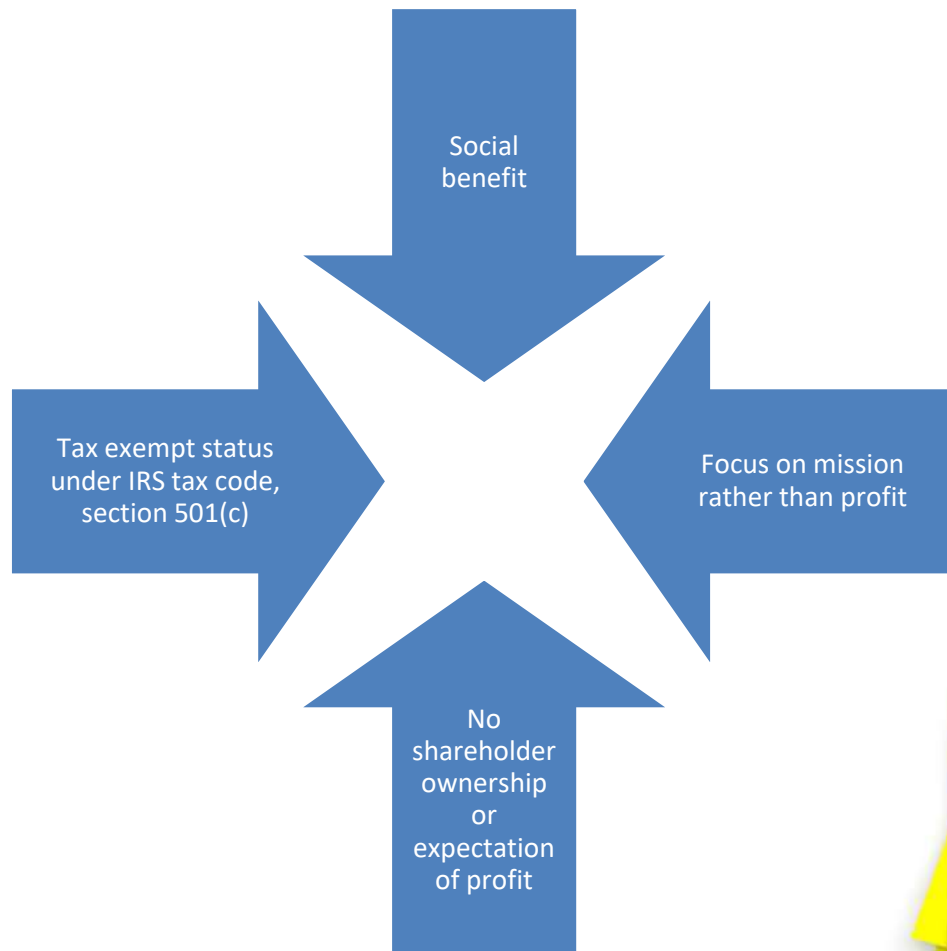 Social
benefit
Tax exempt status
under IRS tax code,
section 501(c)
Focus on mission
rather than profit
No
shareholder
ownership
or
expectation
of profit